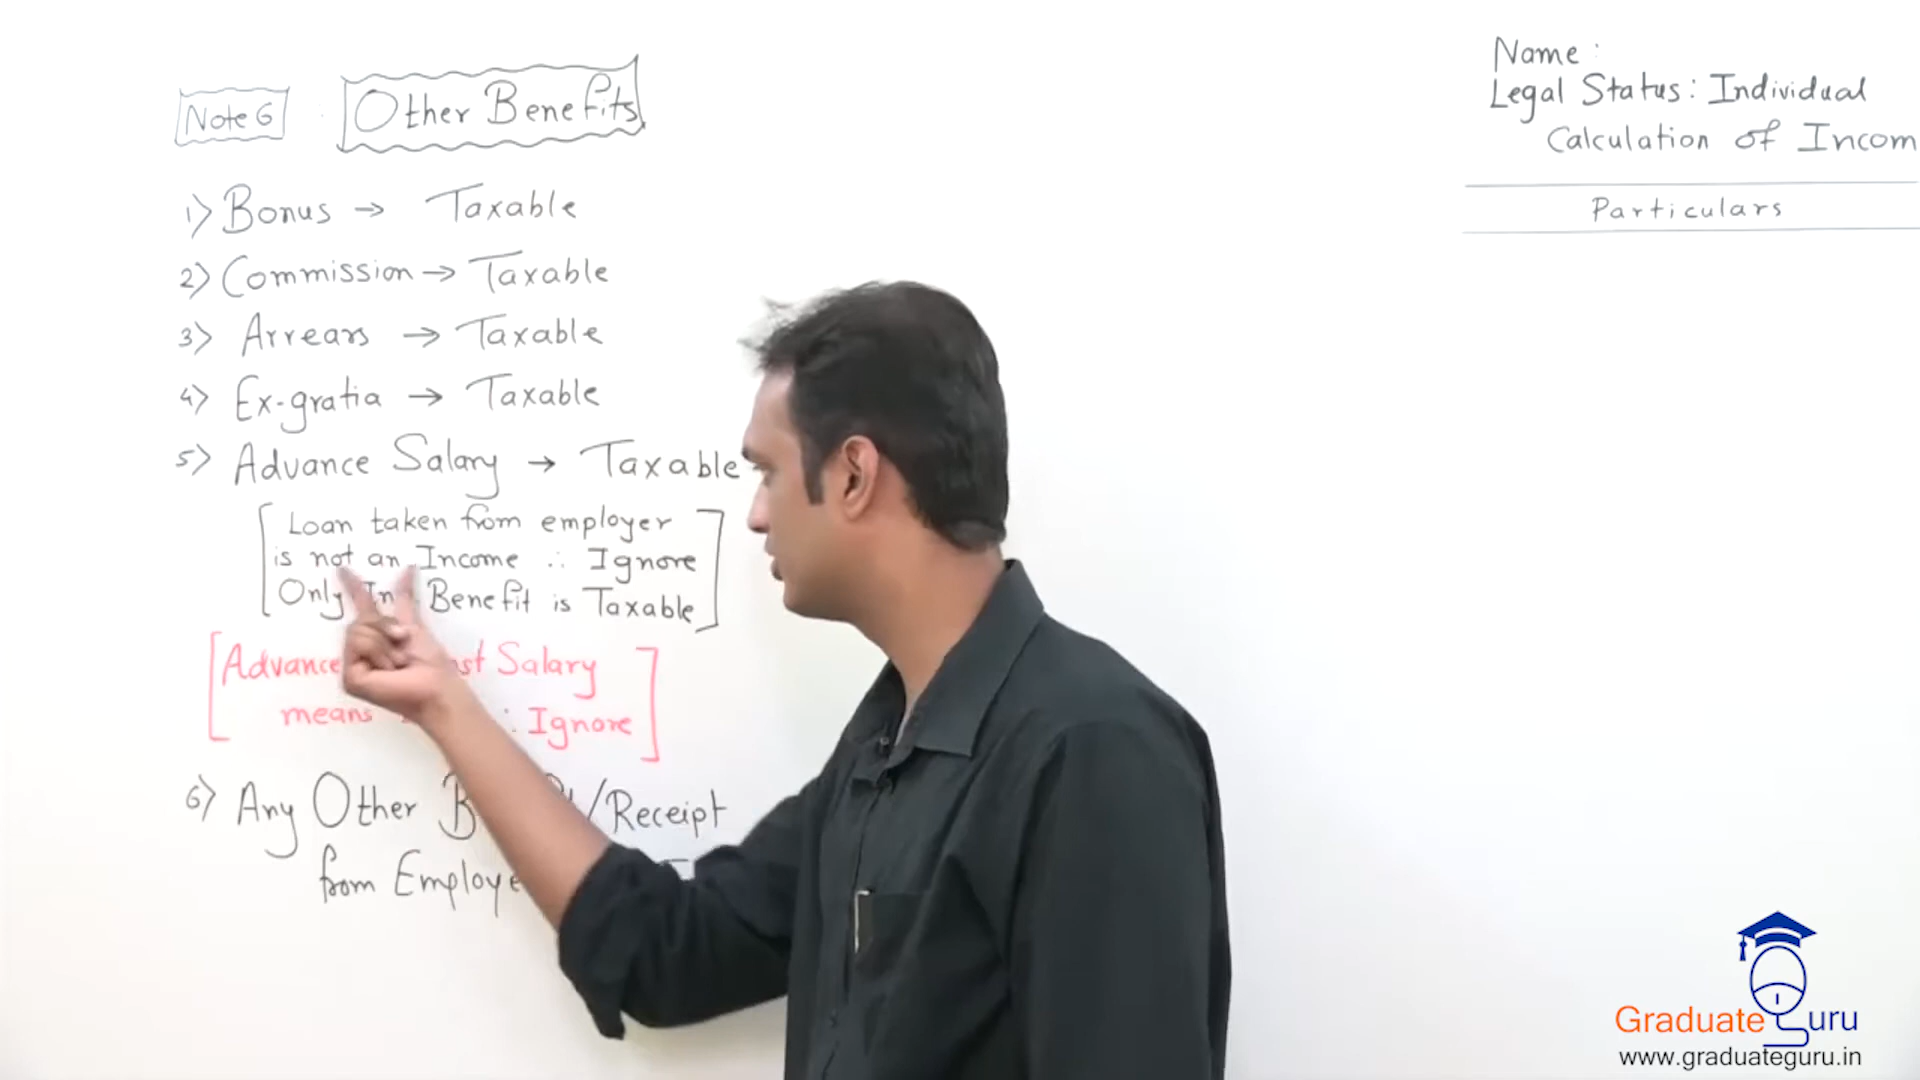 Note 6
Other Benefits
1) Bonus → Taxable
2) Commission → Taxable
3) Arrears → Taxable
4) Ex-gratia → Taxable
5) Advance Salary → Taxable
[Loan taken from employer
is not an Income ∴ Ignore
Only Benefit is Taxable]
[Advance Salary
means ∴ Ignore]
6) Any Other /Receipt
from
Name :
Legal Status: Individual
Calculation of Incom
Particulars
Graduate Guru
www.graduateguru.in